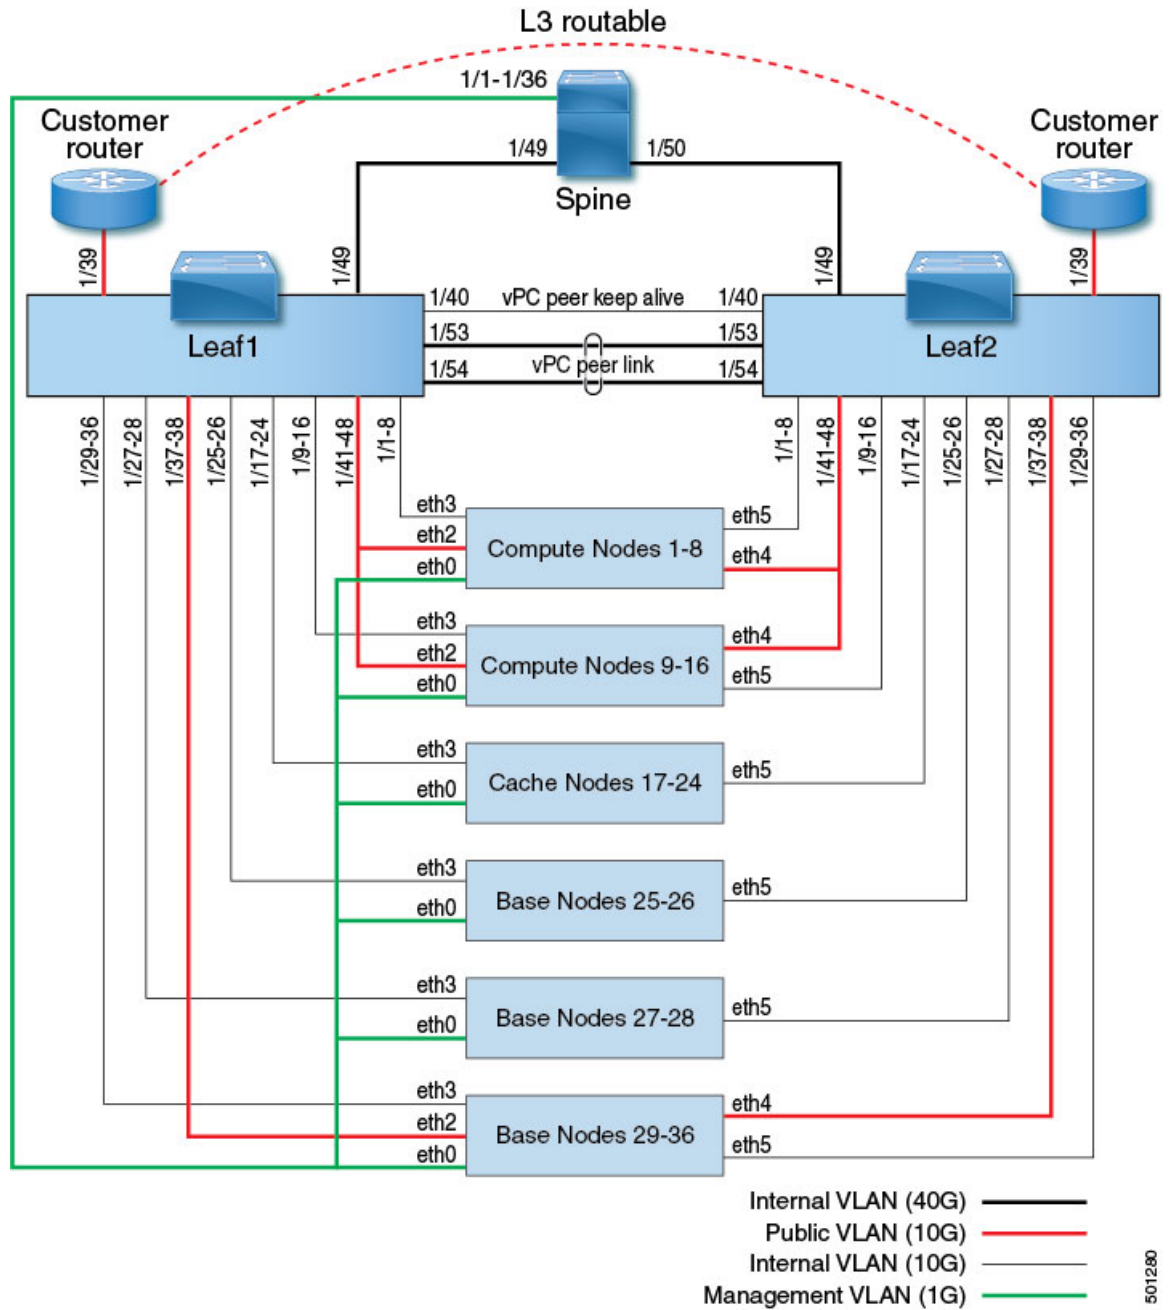 L3 routable
1/1-1/36
Customer
router
Customer
router
1/49
1/50
Spine
1/39
1/49
1/49
1/39
1/40
vPC peer keep alive
1/40
Leaf1
1/53
1/53
Leaf2
1/54
vPC peer link
1/54
1/29-36
1/27-28
1/37-38
1/25-26
1/17-24
1/9-16
1/41-48
1/1-8
1/1-8
1/41-48
1/9-16
1/17-24
1/25-26
1/27-28
1/37-38
1/29-36
eth3
eth2
eth0
Compute Nodes 1-8
eth5
eth4
eth3
eth2
eth0
Compute Nodes 9-16
eth4
eth5
eth3
eth0
Cache Nodes 17-24
eth5
eth3
eth0
Base Nodes 25-26
eth5
eth3
eth0
Base Nodes 27-28
eth5
eth3
eth2
eth0
Base Nodes 29-36
eth4
eth5
Internal VLAN (40G)
Public VLAN (10G)
Internal VLAN (10G)
Management VLAN (1G)
501280